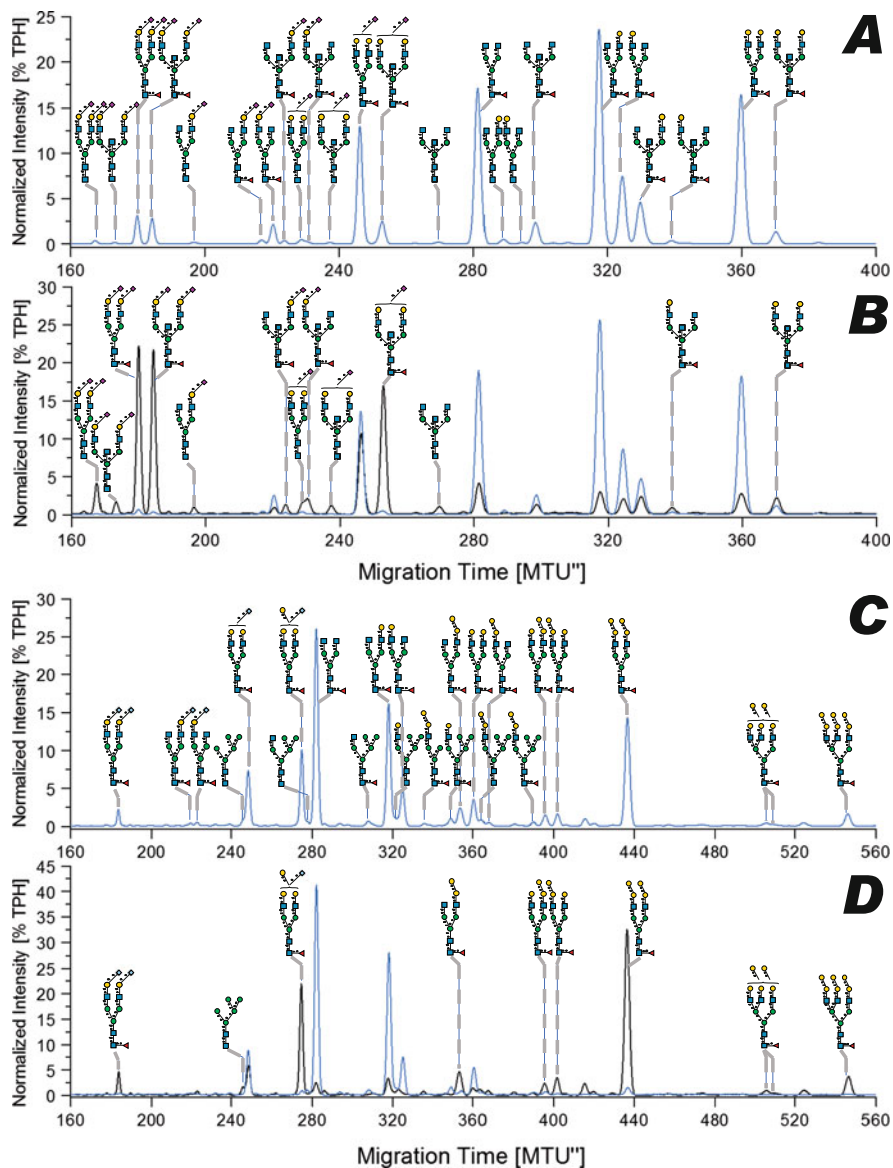 A
Normalized Intensity [% TPH]
25
20
15
10
5
0
160 200 240 280 320 360 400
B
Normalized Intensity [% TPH]
30
25
20
15
10
5
0
160 200 240 280 320 360 400
Migration Time [MTU"]
C
Normalized Intensity [% TPH]
30
25
20
15
10
5
0
160 200 240 280 320 360 400 440 480 520 560
D
Normalized Intensity [% TPH]
45
40
35
30
25
20
15
10
5
0
160 200 240 280 320 360 400 440 480 520 560
Migration Time [MTU"]